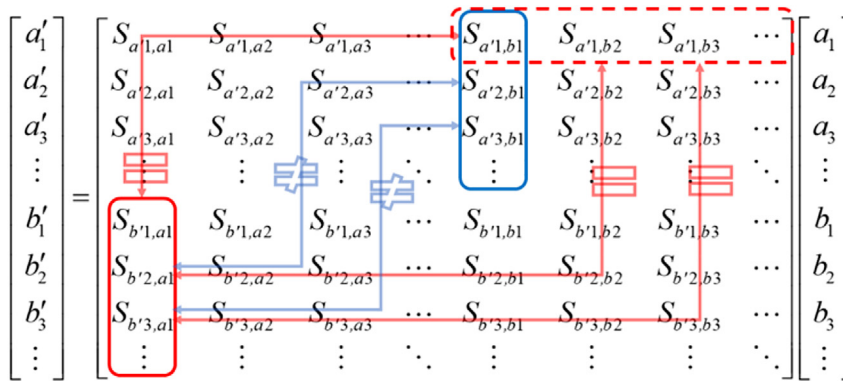 a′1 S a′1,a1 S a′1,a2 S a′1,a3 ⋯ S a′1,b1 S a′1,b2 S a′1,b3 ⋯ a1
a′2 S a′2,a1 S a′2,a2 S a′2,a3 ⋯ S a′2,b1 S a′2,b2 S a′2,b3 ⋯ a2
a′3 S a′3,a1 S a′3,a2 S a′3,a3 ⋯ S a′3,b1 S a′3,b2 S a′3,b3 ⋯ a3
⋮ = ⋮ ⋮ ≠ ⋮ ⋱ ≠ ⋮ ⋮ = ⋮ = ⋱ ⋮
=
b′1 S b′1,a1 S b′1,a2 S b′1,a3 ⋯ S b′1,b1 S b′1,b2 S b′1,b3 ⋯ b1
b′2 S b′2,a1 S b′2,a2 S b′2,a3 ⋯ S b′2,b1 S b′2,b2 S b′2,b3 ⋯ b2
b′3 S b′3,a1 S b′3,a2 S b′3,a3 ⋯ S b′3,b1 S b′3,b2 S b′3,b3 ⋯ b3
⋮ ⋮ ⋮ ⋮ ⋱ ⋮ ⋮ ⋮ ⋱ ⋮